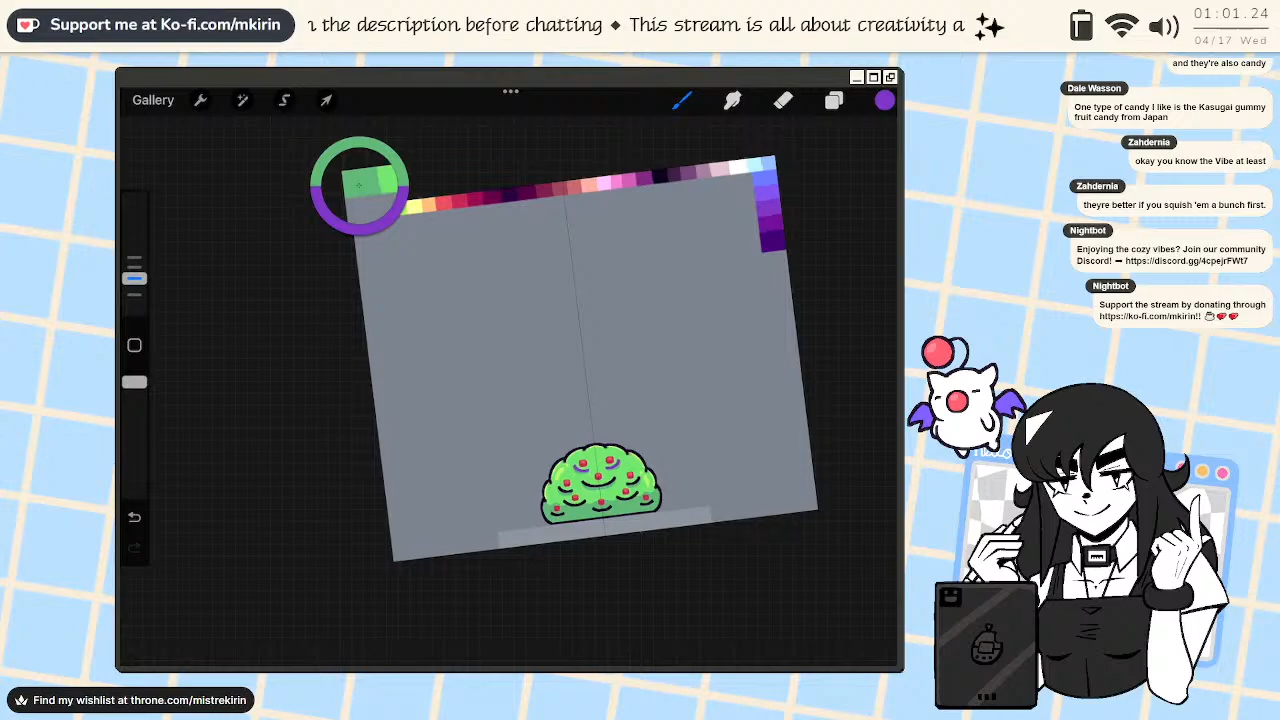 Support me at Ko-fi.com/mkirin
n the description before chatting ◆ This stream is all about creativity a
01:01.24
04/17 Wed
Gallery
and they're also candy
Dale Wasson
One type of candy I like is the Kasugai gummy
fruit candy from Japan
Zahdernia
okay you know the Vibe at least
Zahdernia
theyre better if you squish 'em a bunch first.
Nightbot
Enjoying the cozy vibes? Join our community
Discord! ➡ https://discord.gg/4cpejrFWt7
Nightbot
Support the stream by donating through
https://ko-fi.com/mkirin!! ☕💖💖
Find my wishlist at throne.com/mistrekirin